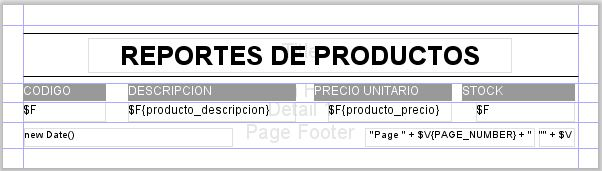 REPORTES DE PRODUCTOS
CODIGO DESCRIPCION PRECIO UNITARIO STOCK
$F $F{producto_descripcion} $F{producto_precio} $F
Detail
Page Footer
new Date() "Page " + $V{PAGE_NUMBER} + " "" + $V